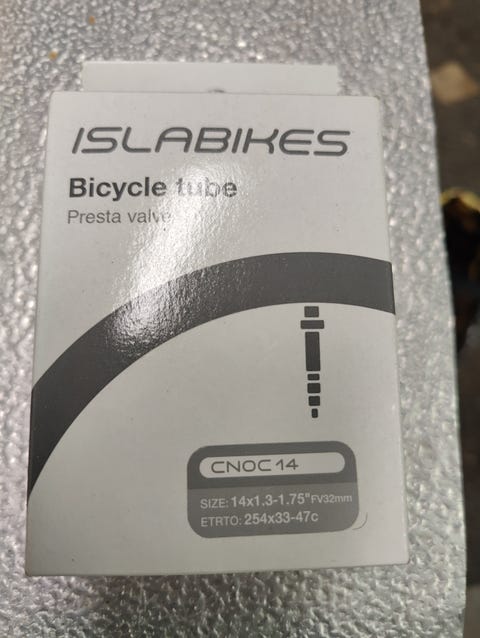 ISLABIKES
Bicycle tube
Presta valve
CNOC 14
SIZE: 14x1.3-1.75" FV32mm
ETRTO: 254x33-47c